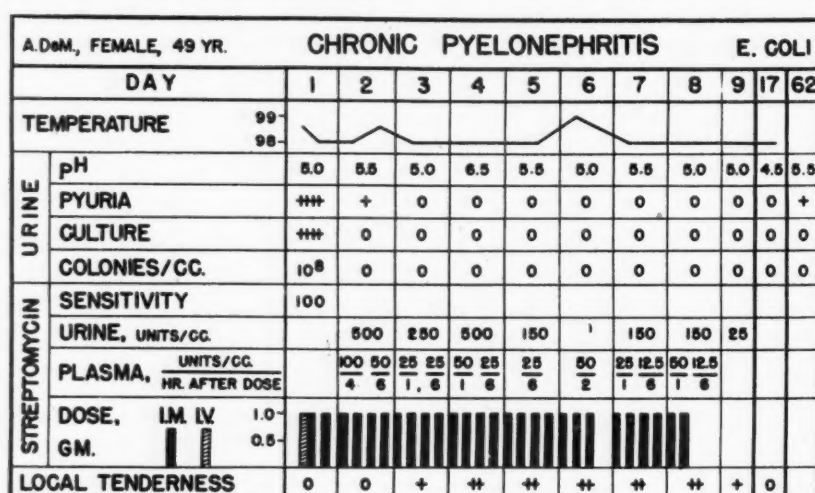 A.DeM., FEMALE, 49 YR. CHRONIC PYELONEPHRITIS E. COLI
DAY 1 2 3 4 5 6 7 8 9 17 62
TEMPERATURE 99- 98-
URINE
pH 5.0 5.5 5.0 6.5 5.5 5.0 5.5 5.0 5.0 4.5 5.5
PYURIA ++++ + 0 0 0 0 0 0 0 0 +
CULTURE ++++ 0 0 0 0 0 0 0 0 0 0
COLONIES/CC. 10⁸ 0 0 0 0 0 0 0 0 0 0
STREPTOMYCIN
SENSITIVITY 100
URINE, UNITS/CC. 500 250 500 150 150 150 25
PLASMA, UNITS/CC. 100 50 25 25 50 25 25 50 25 12.5 50 12.5
HR. AFTER DOSE 4 6 1, 6 1 6 6 2 1 6 1 6
DOSE, I.M. I.V. 1.0-
GM. 0.5-
LOCAL TENDERNESS 0 0 + ++ ++ ++ ++ ++ + 0